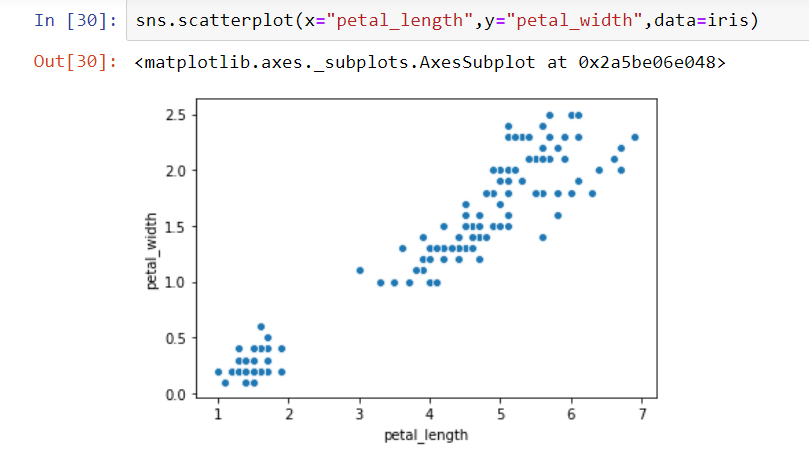 In [30]: sns.scatterplot(x="petal_length",y="petal_width",data=iris)
Out[30]: <matplotlib.axes._subplots.AxesSubplot at 0x2a5be06e048>
2.5
2.0
1.5
1.0
0.5
0.0
petal_width
1 2 3 4 5 6 7
petal_length